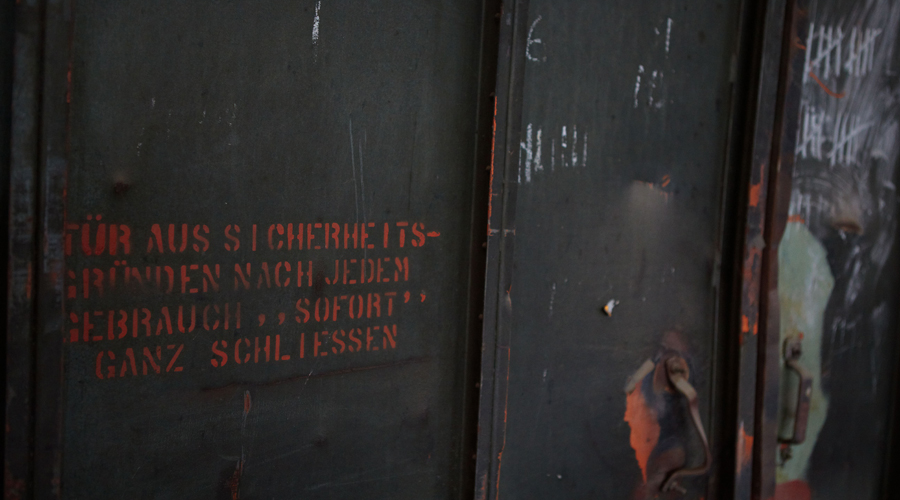 TÜR AUS SICHERHEITS-
GRÜNDEN NACH JEDEM
GEBRAUCH ,,SOFORT''
GANZ SCHLIESSEN